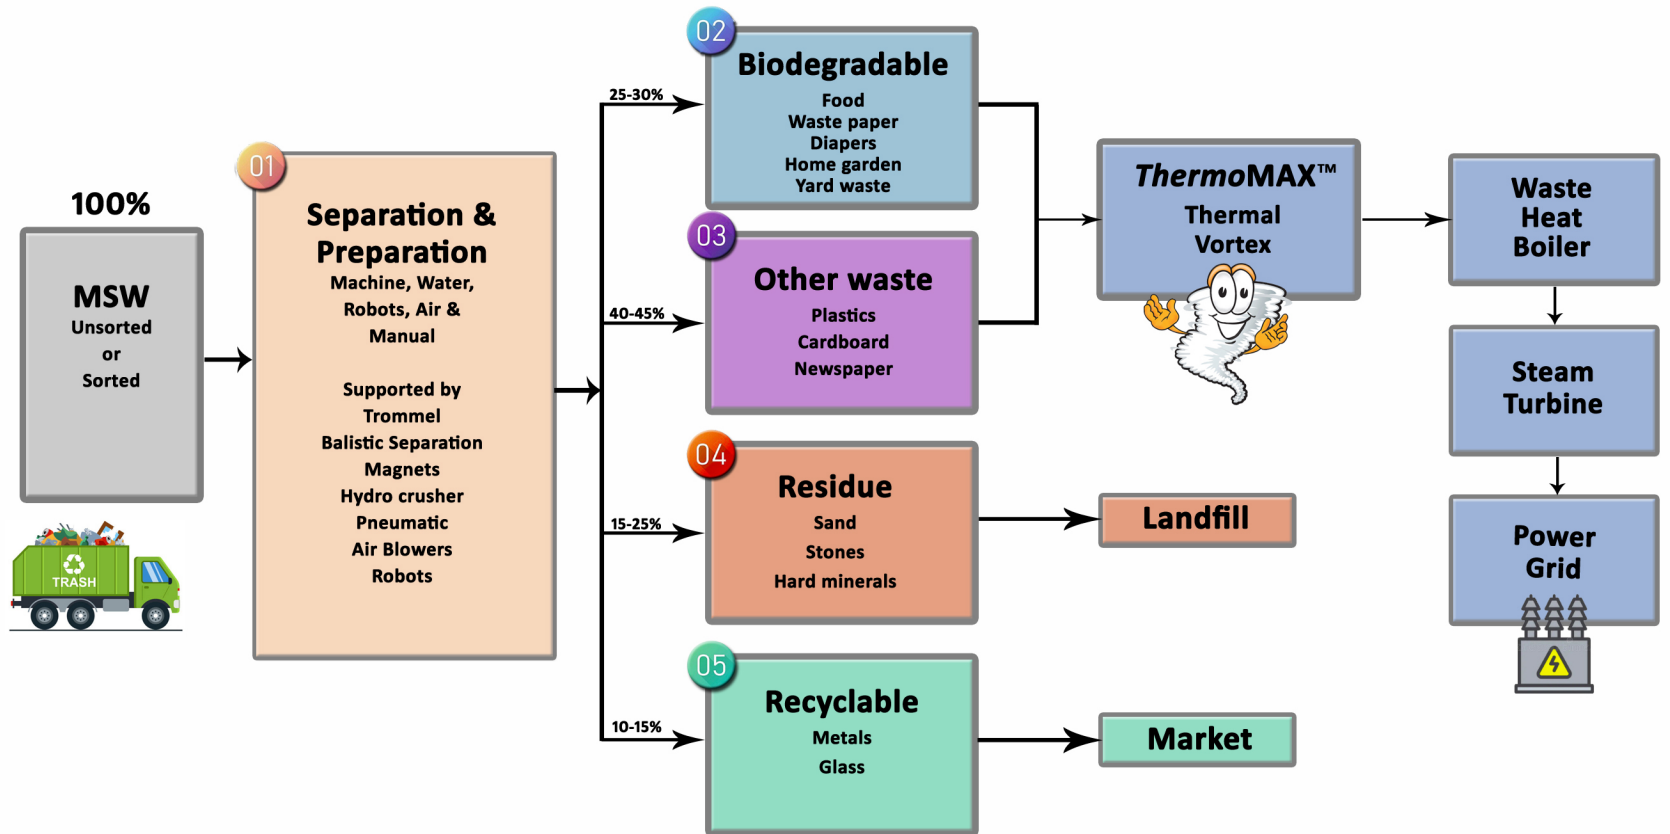 100%
MSW
Unsorted
or
Sorted
TRASH
01
Separation &
Preparation
Machine, Water,
Robots, Air &
Manual
Supported by
Trommel
Balistic Separation
Magnets
Hydro crusher
Pneumatic
Air Blowers
Robots
25-30%
40-45%
15-25%
10-15%
02
Biodegradable
Food
Waste paper
Diapers
Home garden
Yard waste
03
Other waste
Plastics
Cardboard
Newspaper
04
Residue
Sand
Stones
Hard minerals
05
Recyclable
Metals
Glass
ThermoMAX™
Thermal
Vortex
Landfill
Market
Waste
Heat
Boiler
Steam
Turbine
Power
Grid